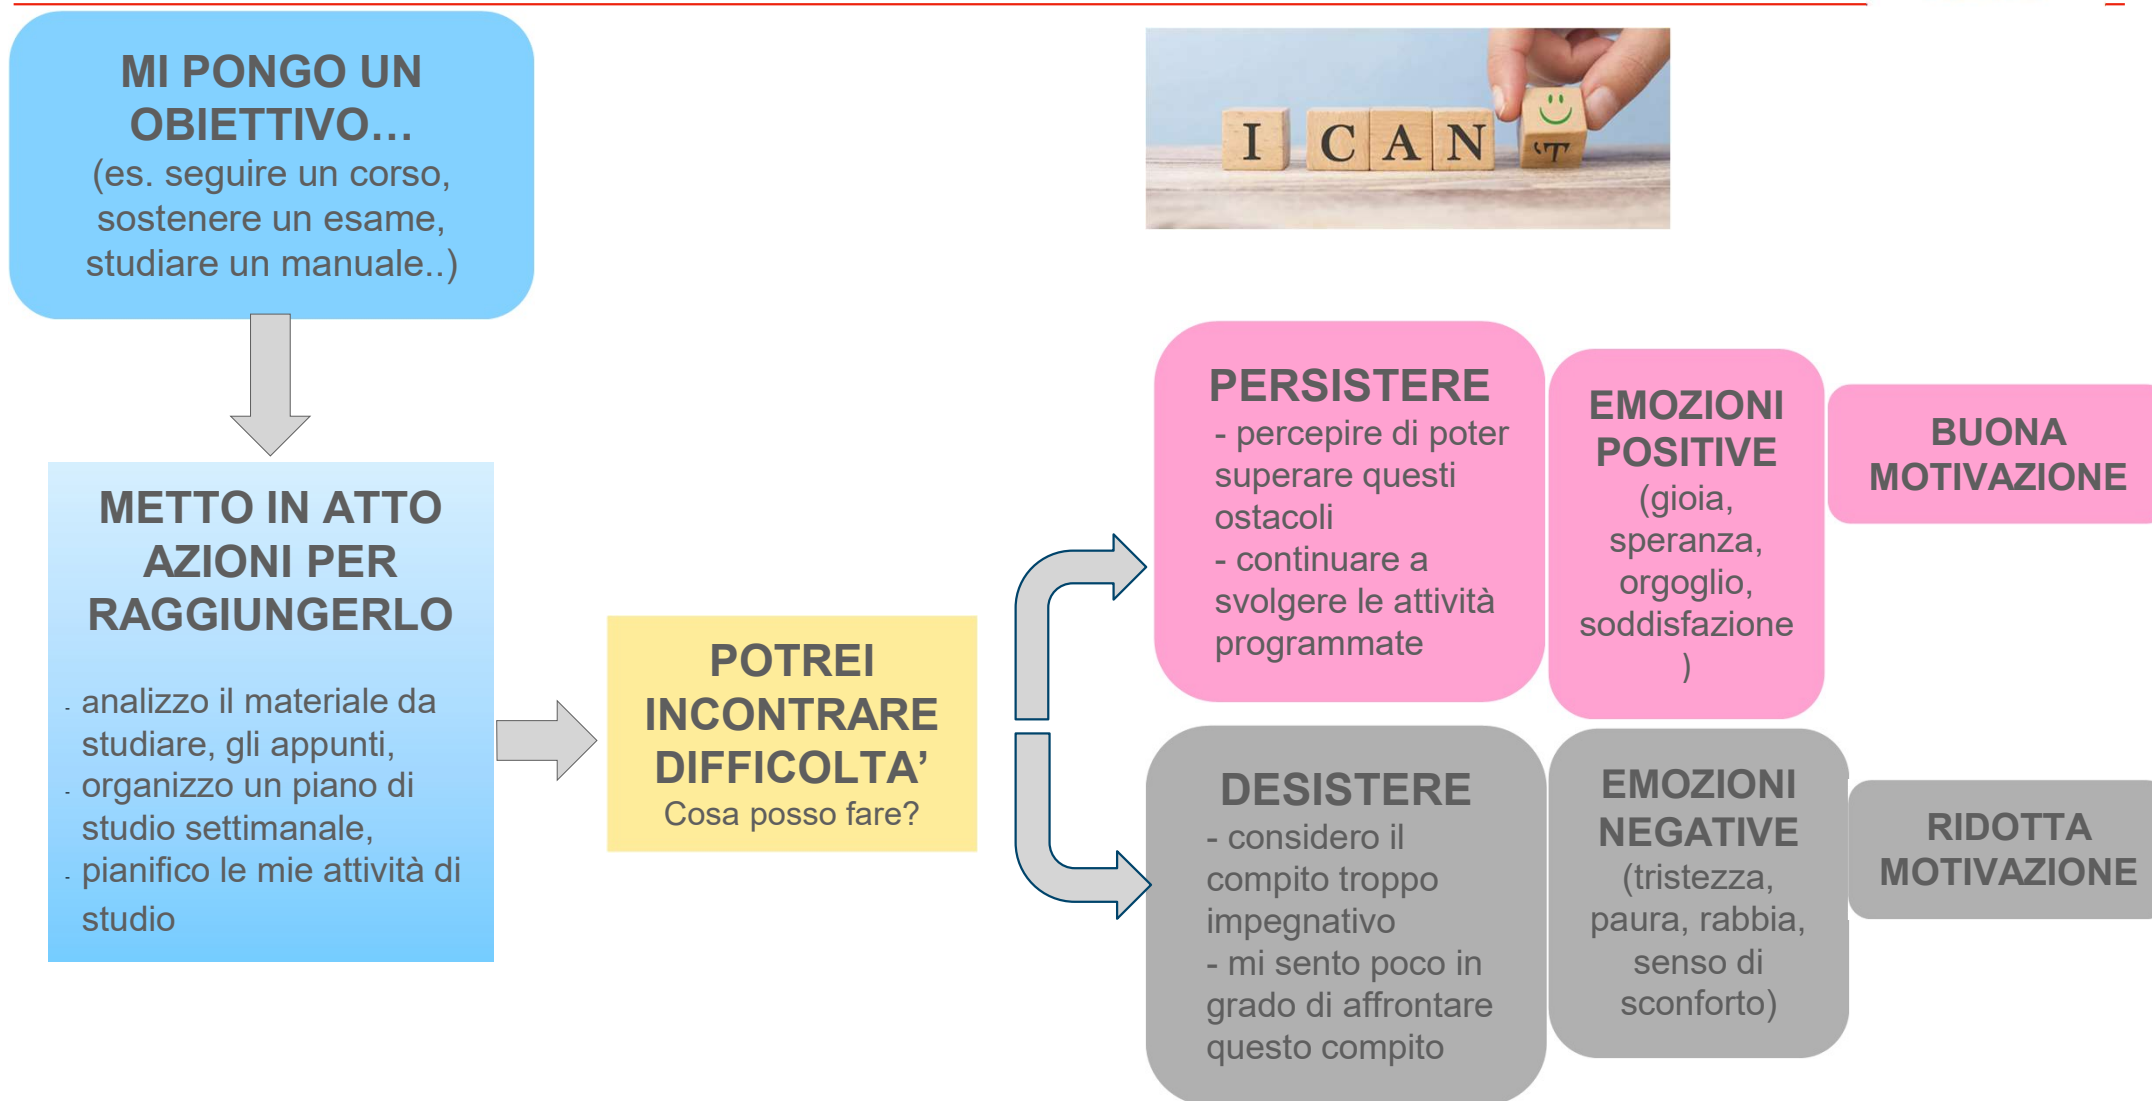 MI PONGO UN
OBIETTIVO…
(es. seguire un corso,
sostenere un esame,
studiare un manuale..)
I CAN 'T
METTO IN ATTO
AZIONI PER
RAGGIUNGERLO
- analizzo il materiale da
studiare, gli appunti,
- organizzo un piano di
studio settimanale,
- pianifico le mie attività di
studio
POTREI
INCONTRARE
DIFFICOLTA’
Cosa posso fare?
PERSISTERE
- percepire di poter
superare questi
ostacoli
- continuare a
svolgere le attività
programmate
EMOZIONI
POSITIVE
(gioia,
speranza,
orgoglio,
soddisfazione
)
BUONA
MOTIVAZIONE
DESISTERE
- considero il
compito troppo
impegnativo
- mi sento poco in
grado di affrontare
questo compito
EMOZIONI
NEGATIVE
(tristezza,
paura, rabbia,
senso di
sconforto)
RIDOTTA
MOTIVAZIONE